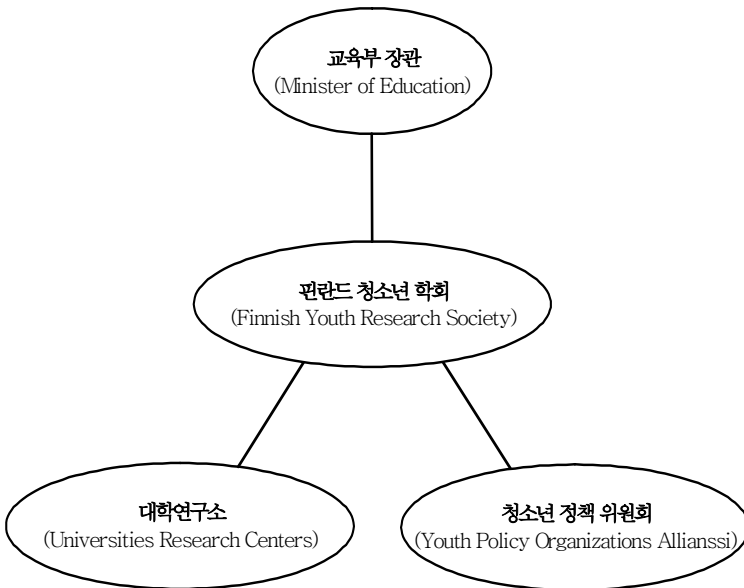 교육부 장관
(Minister of Education)
핀란드 청소년 학회
(Finnish Youth Research Society)
대학연구소
(Universities Research Centers)
청소년 정책 위원회
(Youth Policy Organizations Allianssi)